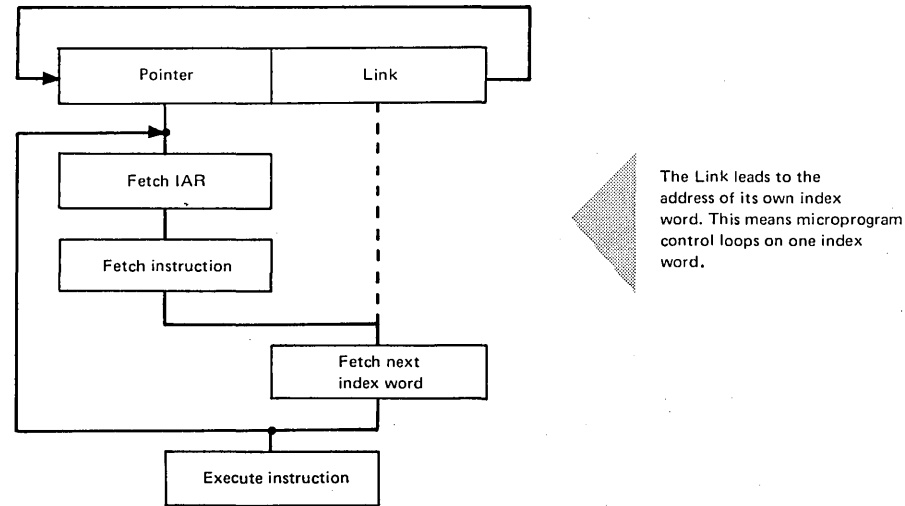 Pointer
Link
Fetch IAR
Fetch instruction
Fetch next
index word
Execute instruction
The Link leads to the
address of its own index
word. This means microprogram
control loops on one index
word.